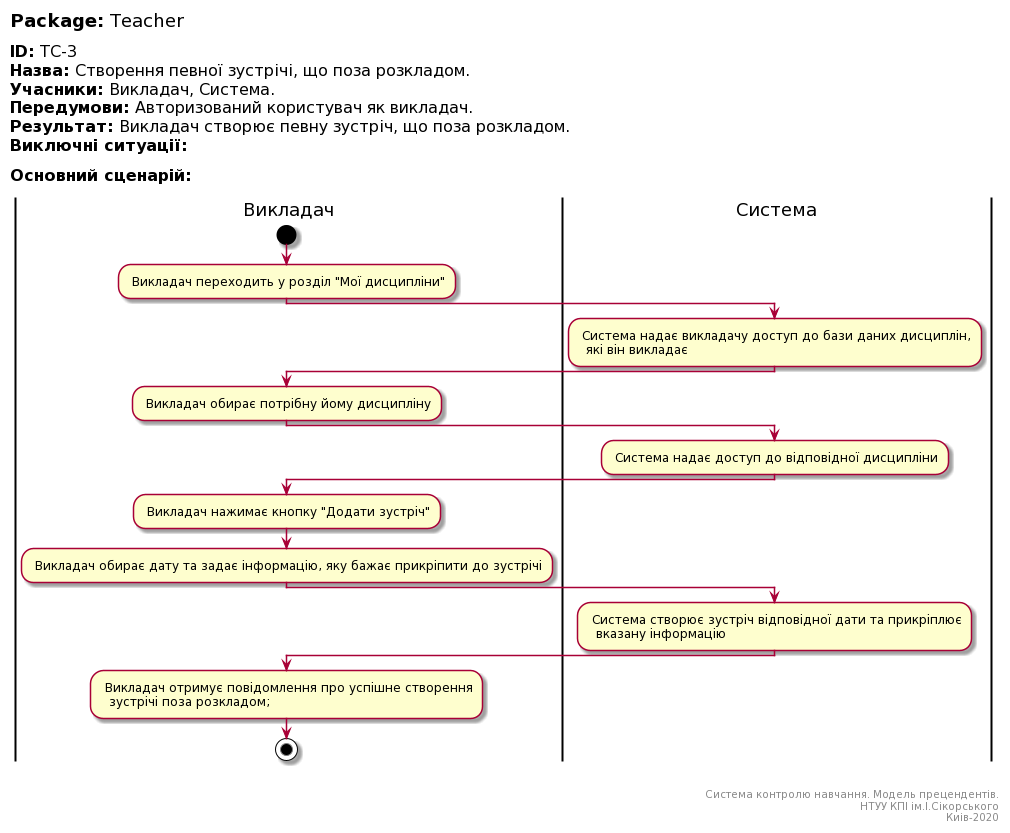 Package: Teacher
ID: TC-3
Назва: Створення певної зустрічі, що поза розкладом.
Учасники: Викладач, Система.
Передумови: Авторизований користувач як викладач.
Результат: Викладач створює певну зустріч, що поза розкладом.
Виключні ситуації:
Основний сценарій:
Викладач
Система
Викладач переходить у розділ "Мої дисципліни"
Система надає викладачу доступ до бази даних дисциплін,
які він викладає
Викладач обирає потрібну йому дисципліну
Система надає доступ до відповідної дисципліни
Викладач нажимає кнопку "Додати зустріч"
Викладач обирає дату та задає інформацію, яку бажає прикріпити до зустрічі
Система створює зустріч відповідної дати та прикріплює
вказану інформацію
Викладач отримує повідомлення про успішне створення
зустрічі поза розкладом;
Система контролю навчання. Модель прецендентів.
НТУУ КПІ ім.І.Сікорського
Київ-2020